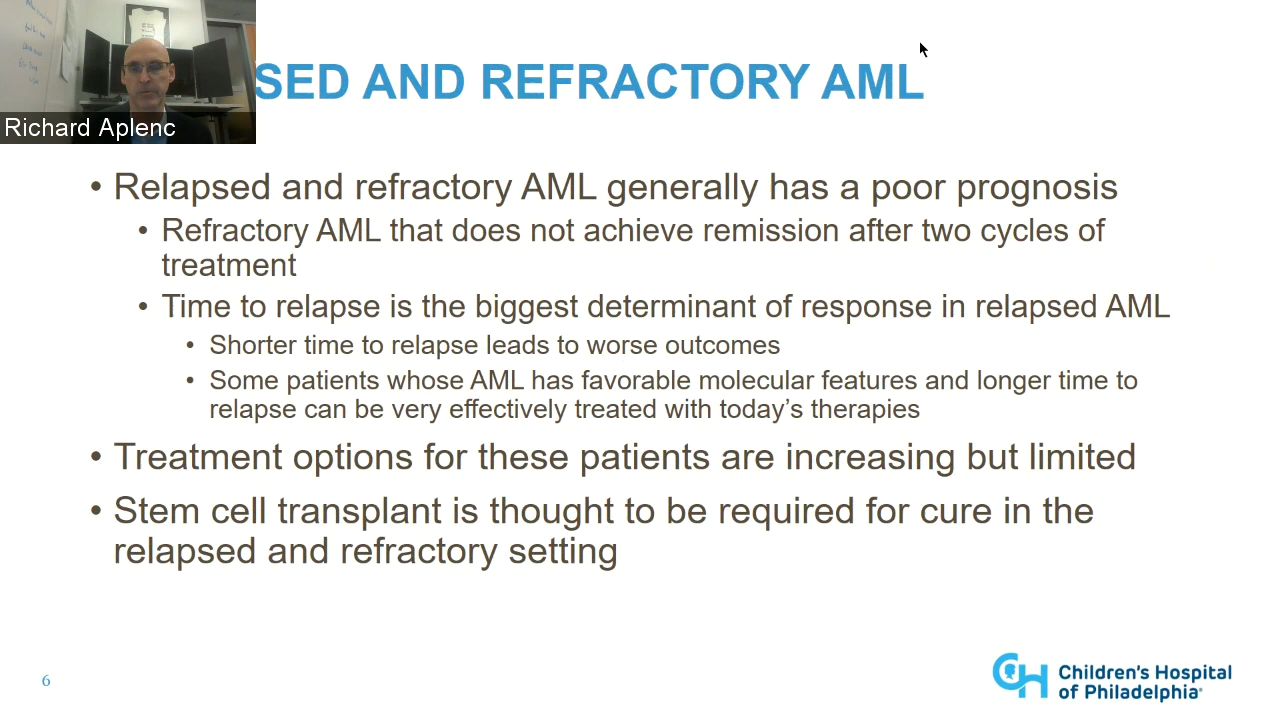 SED AND REFRACTORY AML
Richard Aplenc
• Relapsed and refractory AML generally has a poor prognosis
• Refractory AML that does not achieve remission after two cycles of
treatment
• Time to relapse is the biggest determinant of response in relapsed AML
• Shorter time to relapse leads to worse outcomes
• Some patients whose AML has favorable molecular features and longer time to
relapse can be very effectively treated with today’s therapies
• Treatment options for these patients are increasing but limited
• Stem cell transplant is thought to be required for cure in the
relapsed and refractory setting
6
CH Children's Hospital
of Philadelphia